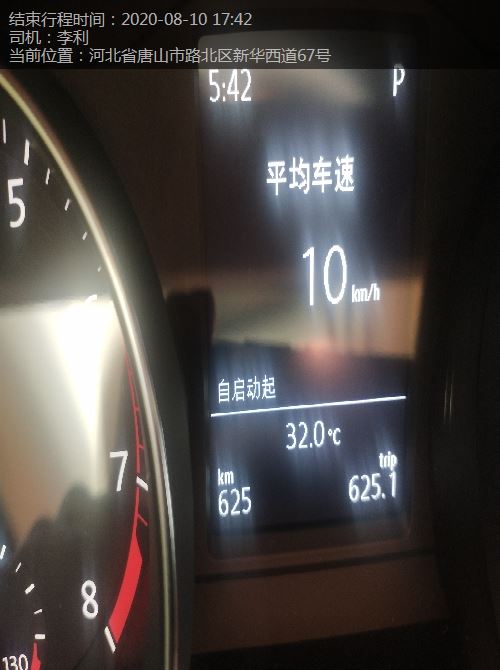 结束行程时间：2020-08-10 17:42
司机：李利
当前位置：河北省唐山市路北区新华西道67号
5:42 P
平均车速
10 km/h
自启动起
32.0 °C
km trip
625 625.1
5
7
8
130